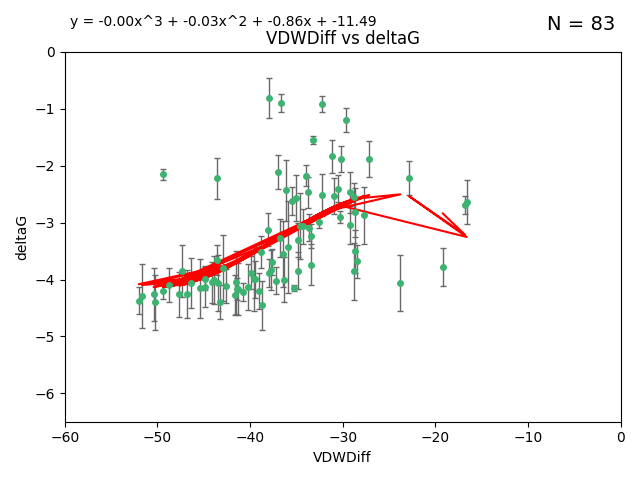 y = -0.00x^3 + -0.03x^2 + -0.86x + -11.49
N = 83
VDWDiff vs deltaG
0
−1
−2
−3
−4
−5
−6
deltaG
−60 −50 −40 −30 −20 −10 0
VDWDiff